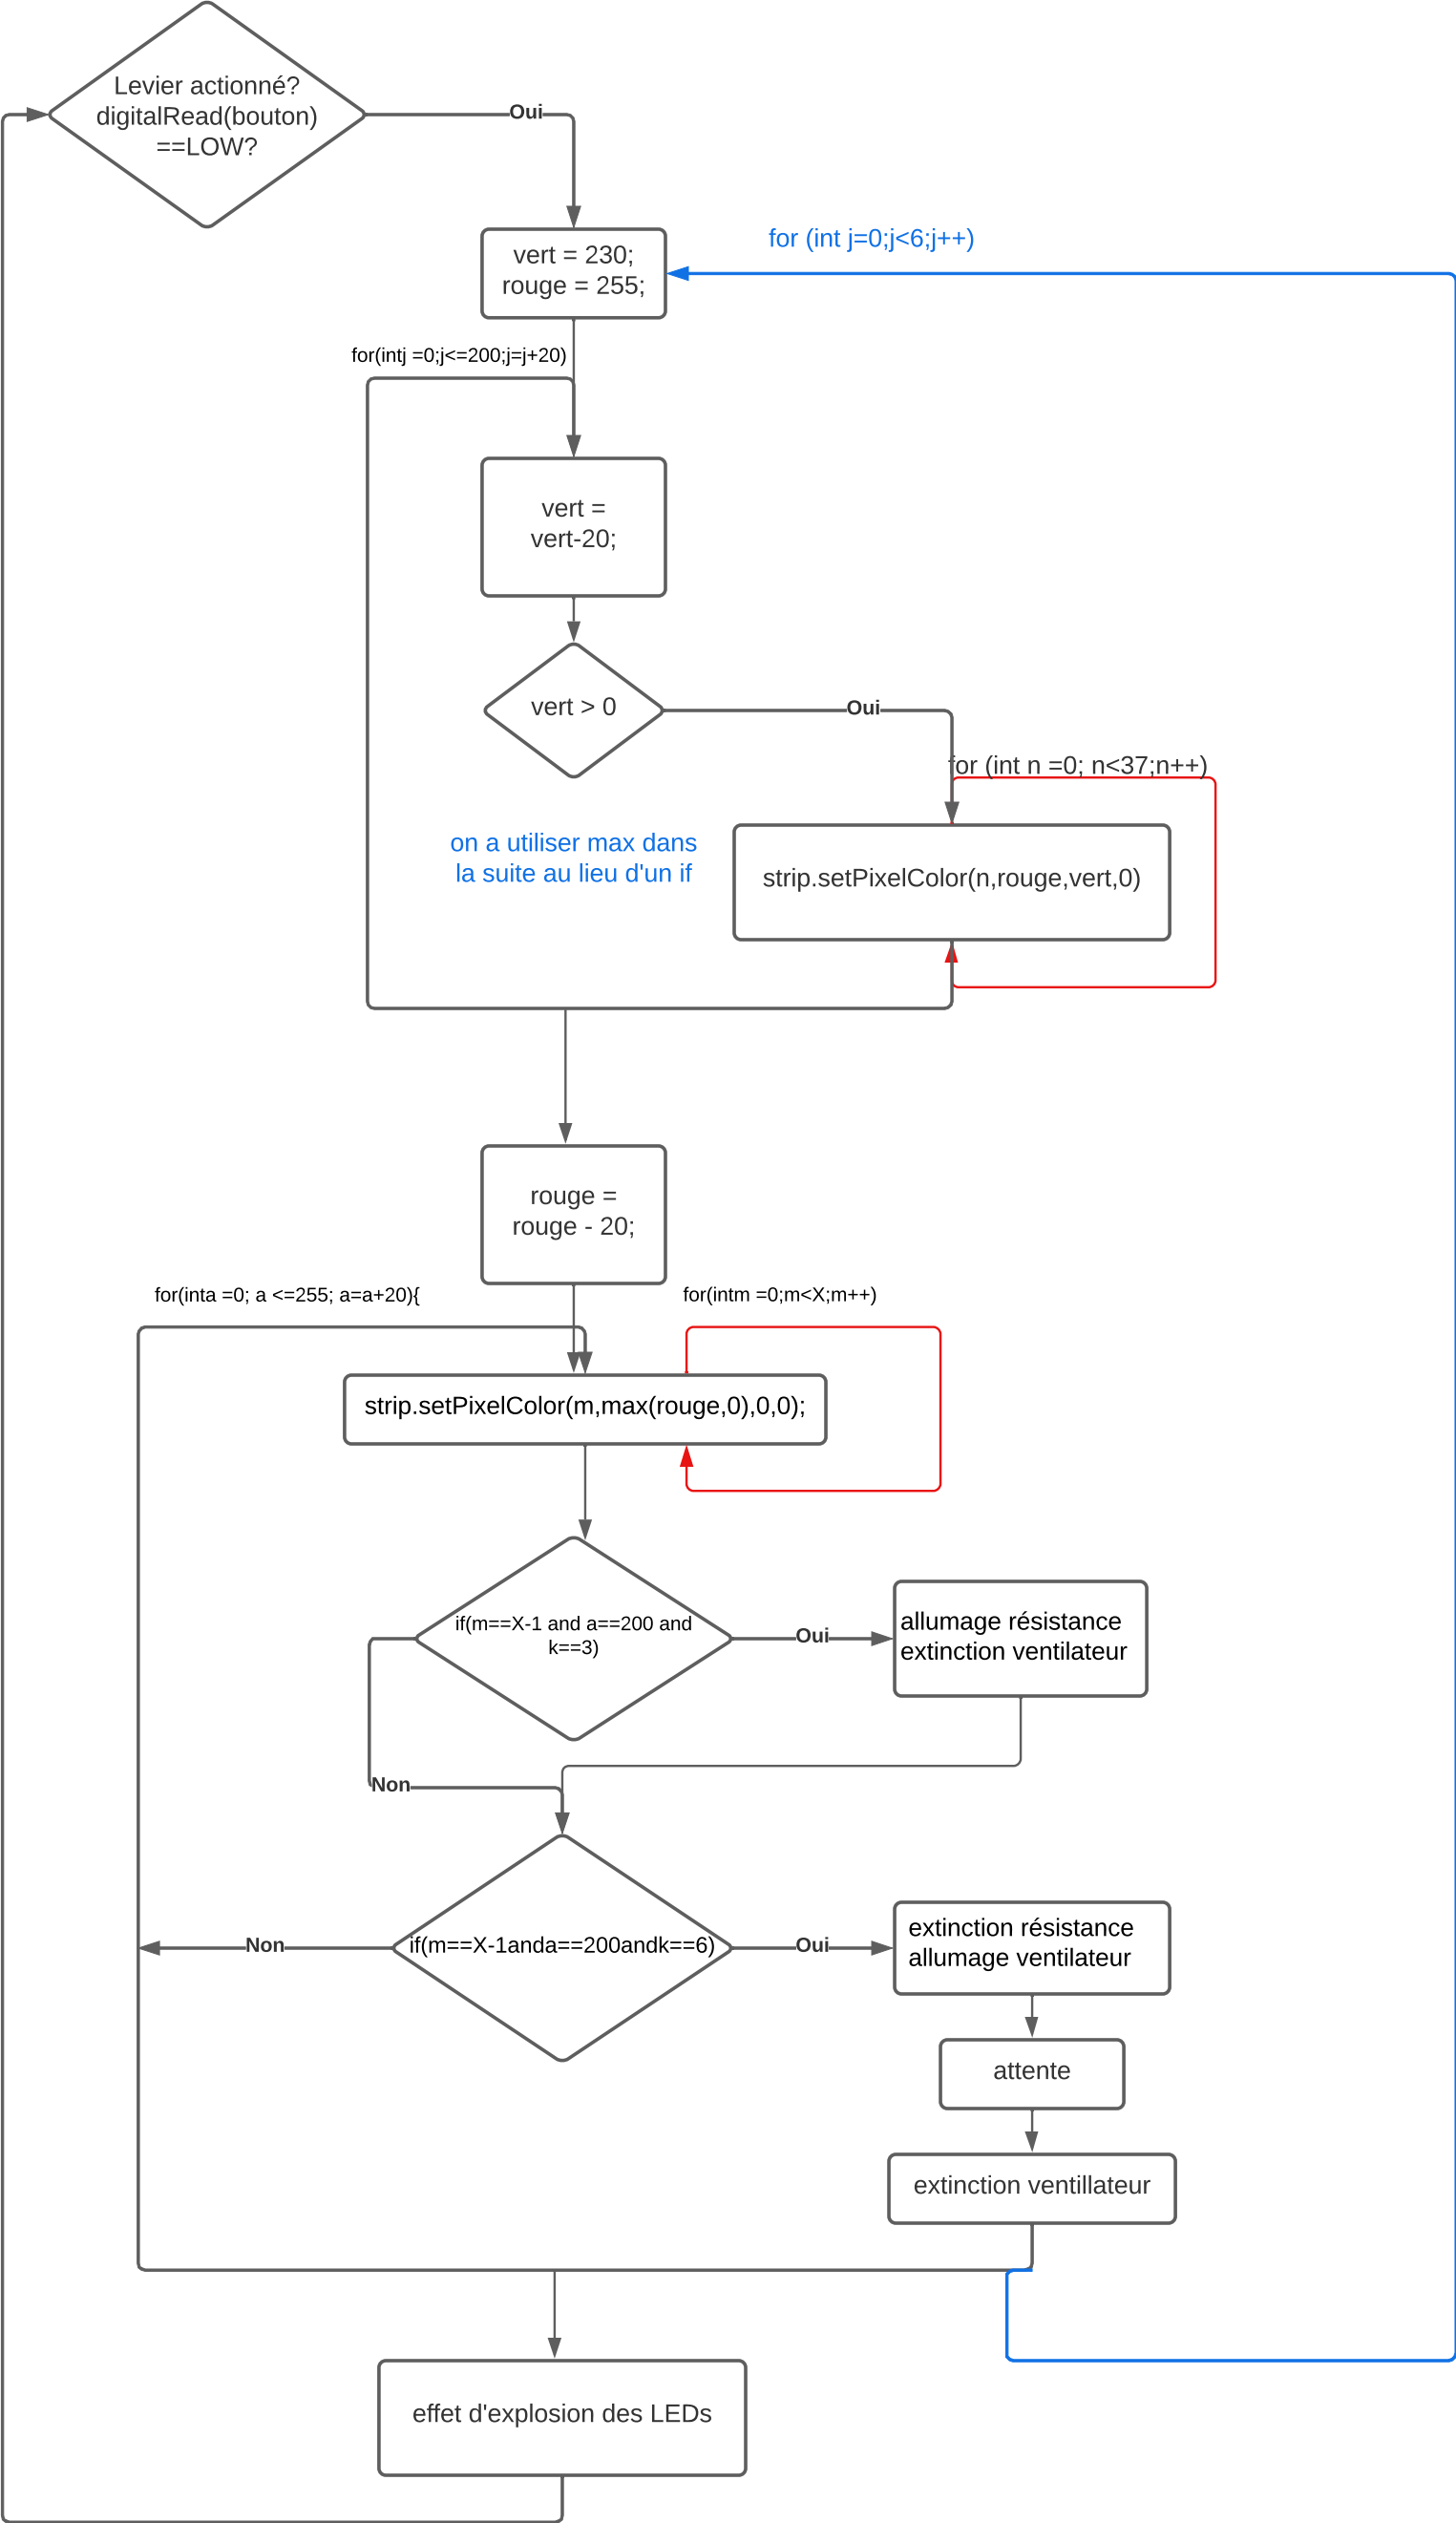 Levier actionné?
digitalRead(bouton)
==LOW?
Oui
vert = 230;
rouge = 255;
for (int j=0;j<6;j++)
for(intj =0;j<=200;j=j+20)
vert =
vert-20;
vert > 0
Oui
for (int n =0; n<37;n++)
on a utiliser max dans
la suite au lieu d'un if
strip.setPixelColor(n,rouge,vert,0)
rouge =
rouge - 20;
for(inta =0; a <=255; a=a+20){
for(intm =0;m<X;m++)
strip.setPixelColor(m,max(rouge,0),0,0);
if(m==X-1 and a==200 and
k==3)
Oui
allumage résistance
extinction ventilateur
Non
if(m==X-1anda==200andk==6)
Non
Oui
extinction résistance
allumage ventilateur
attente
extinction ventillateur
effet d'explosion des LEDs